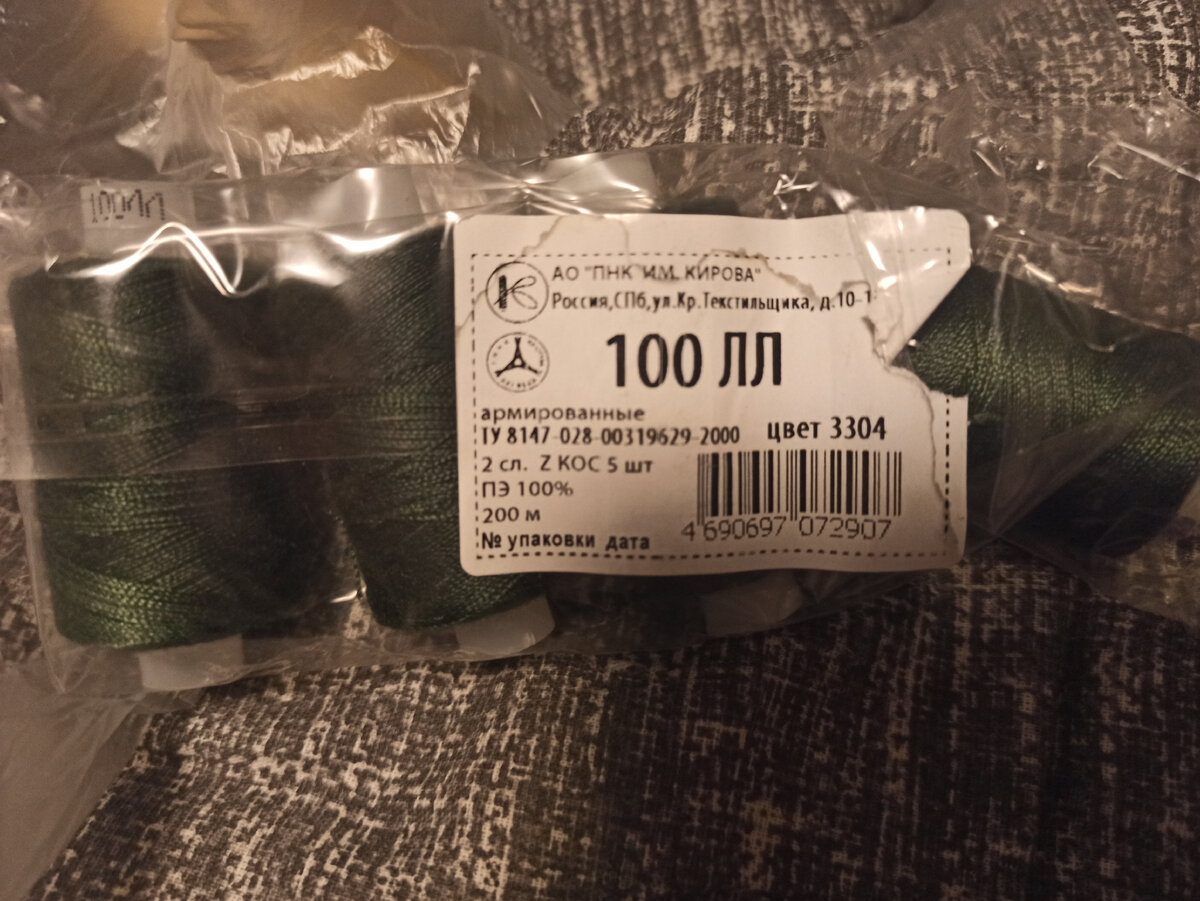 100ЛЛ
АО "ПНК ИМ. КИРОВА"
Россия,СПб,ул.Кр.Текстильщика, д.10-1
100 ЛЛ
армированные
ТУ 8147-028-00319629-2000
цвет 3304
2 сл. Z КОС 5 шт
ПЭ 100%
200 м
№ упаковки дата
4 690697 072907